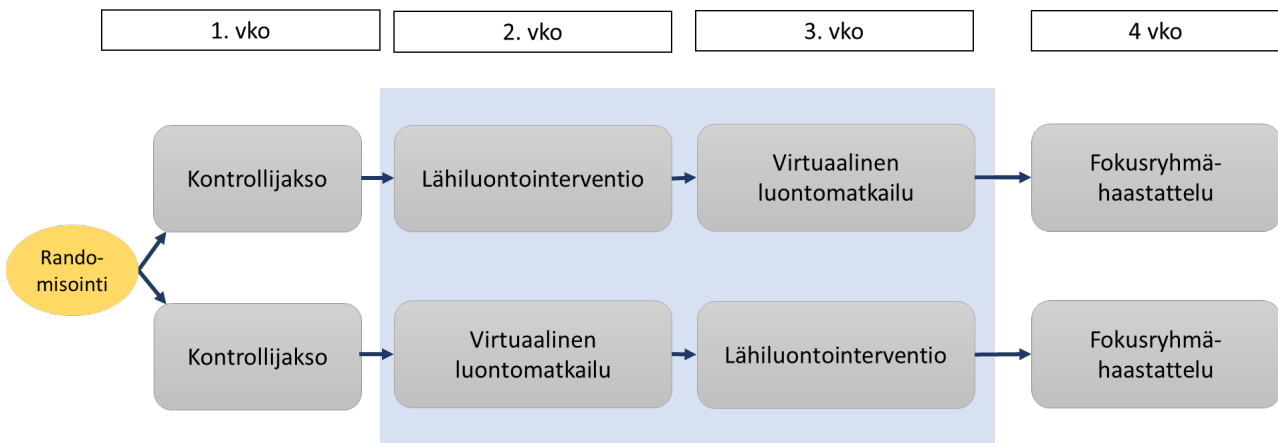 1. vko
2. vko
3. vko
4 vko
Kontrollijakso
Lähiluontointerventio
Virtuaalinen
luontomatkailu
Fokusryhmä-
haastattelu
Rando-
misointi
Kontrollijakso
Virtuaalinen
luontomatkailu
Lähiluontointerventio
Fokusryhmä-
haastattelu